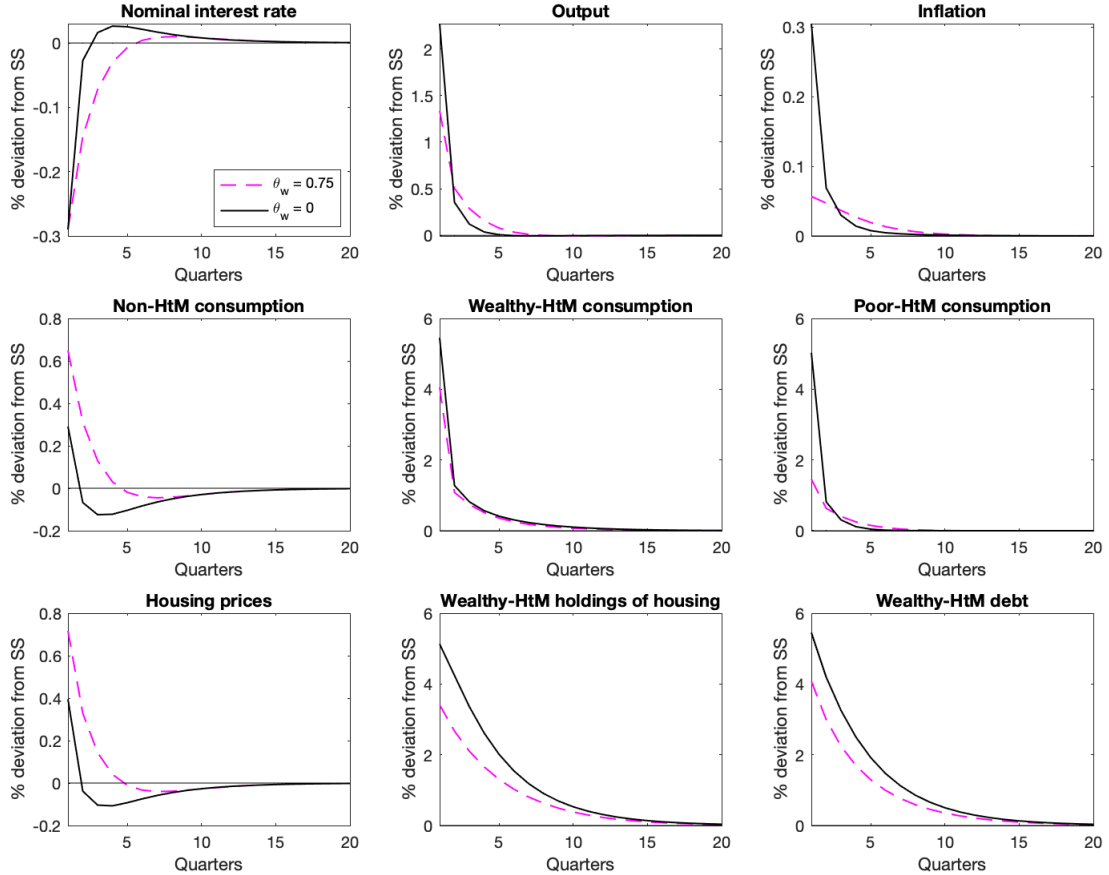 Nominal interest rate
% deviation from SS
0
-0.1
-0.2
-0.3
5 10 15 20
Quarters
θw = 0.75
θw = 0
Output
% deviation from SS
2
1.5
1
0.5
0
5 10 15 20
Quarters
Inflation
% deviation from SS
0.3
0.2
0.1
0
5 10 15 20
Quarters
Non-HtM consumption
% deviation from SS
0.8
0.6
0.4
0.2
0
-0.2
5 10 15 20
Quarters
Wealthy-HtM consumption
% deviation from SS
6
4
2
0
5 10 15 20
Quarters
Poor-HtM consumption
% deviation from SS
6
4
2
0
5 10 15 20
Quarters
Housing prices
% deviation from SS
0.8
0.6
0.4
0.2
0
-0.2
5 10 15 20
Quarters
Wealthy-HtM holdings of housing
% deviation from SS
6
4
2
0
5 10 15 20
Quarters
Wealthy-HtM debt
% deviation from SS
6
4
2
0
5 10 15 20
Quarters